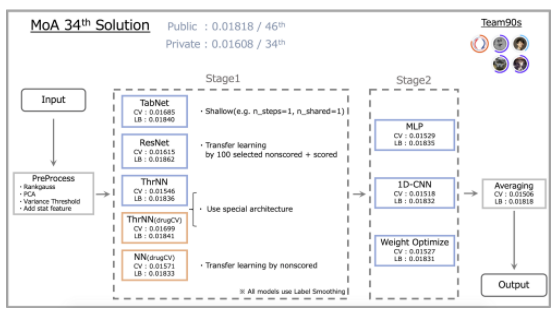 MoA 34th Solution
Public : 0.01818 / 46th
Private : 0.01608 / 34th
Team90s
Stage1
Stage2
Input
PreProcess
・Rankgauss
・PCA
・Variance Threshold
・Add stat feature
TabNet
CV : 0.01685
LB : 0.01840
・Shallow(e.g. n_steps=1, n_shared=1)
ResNet
CV : 0.01615
LB : 0.01862
・Transfer learning
by 100 selected nonscored + scored
ThrNN
CV : 0.01546
LB : 0.01836
・Use special architecture
ThrNN(drugCV)
CV : 0.01699
LB : 0.01841
NN(drugCV)
CV : 0.01571
LB : 0.01833
・Transfer learning by nonscored
※ All models use Label Smoothing
MLP
CV : 0.01529
LB : 0.01835
1D-CNN
CV : 0.01518
LB : 0.01832
Weight Optimize
CV : 0.01527
LB : 0.01831
Averaging
CV : 0.01506
LB : 0.01818
Output